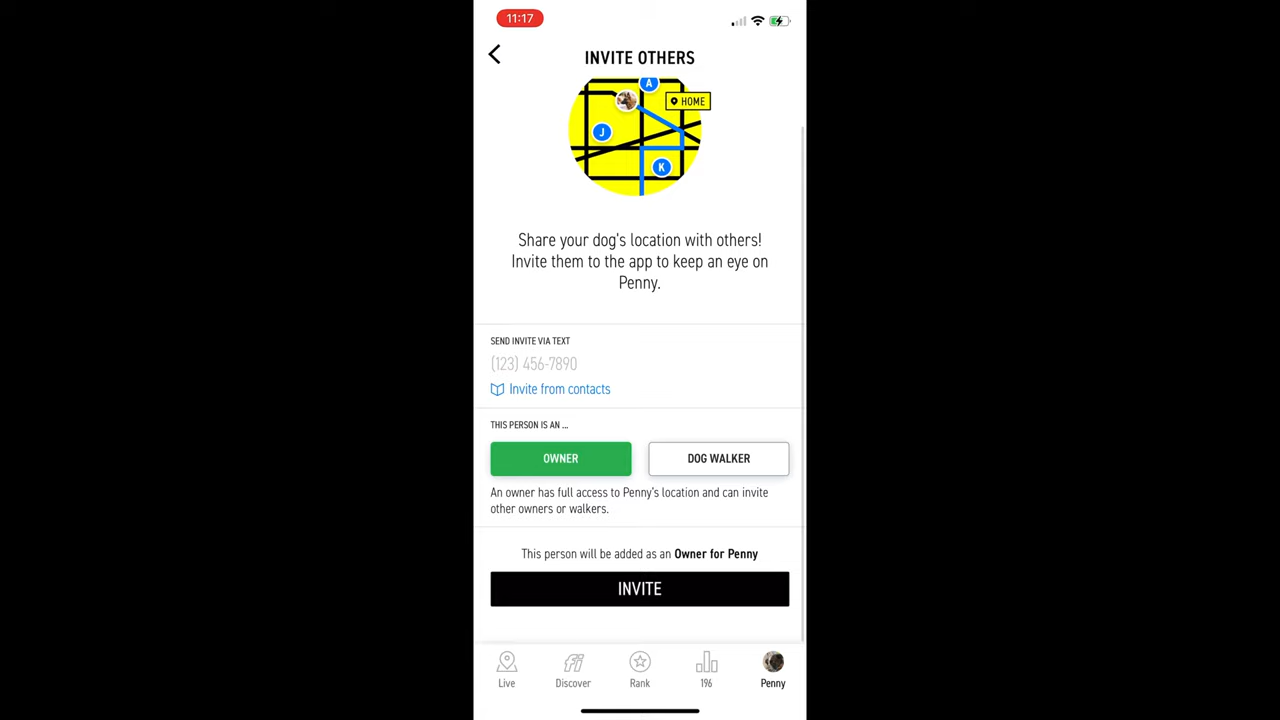 11:17
INVITE OTHERS
A
HOME
J
K
Share your dog's location with others!
Invite them to the app to keep an eye on
Penny.
SEND INVITE VIA TEXT
(123) 456-7890
Invite from contacts
THIS PERSON IS AN ...
OWNER
DOG WALKER
An owner has full access to Penny's location and can invite
other owners or walkers.
This person will be added as an Owner for Penny
INVITE
fi
Live
Discover
Rank
196
Penny